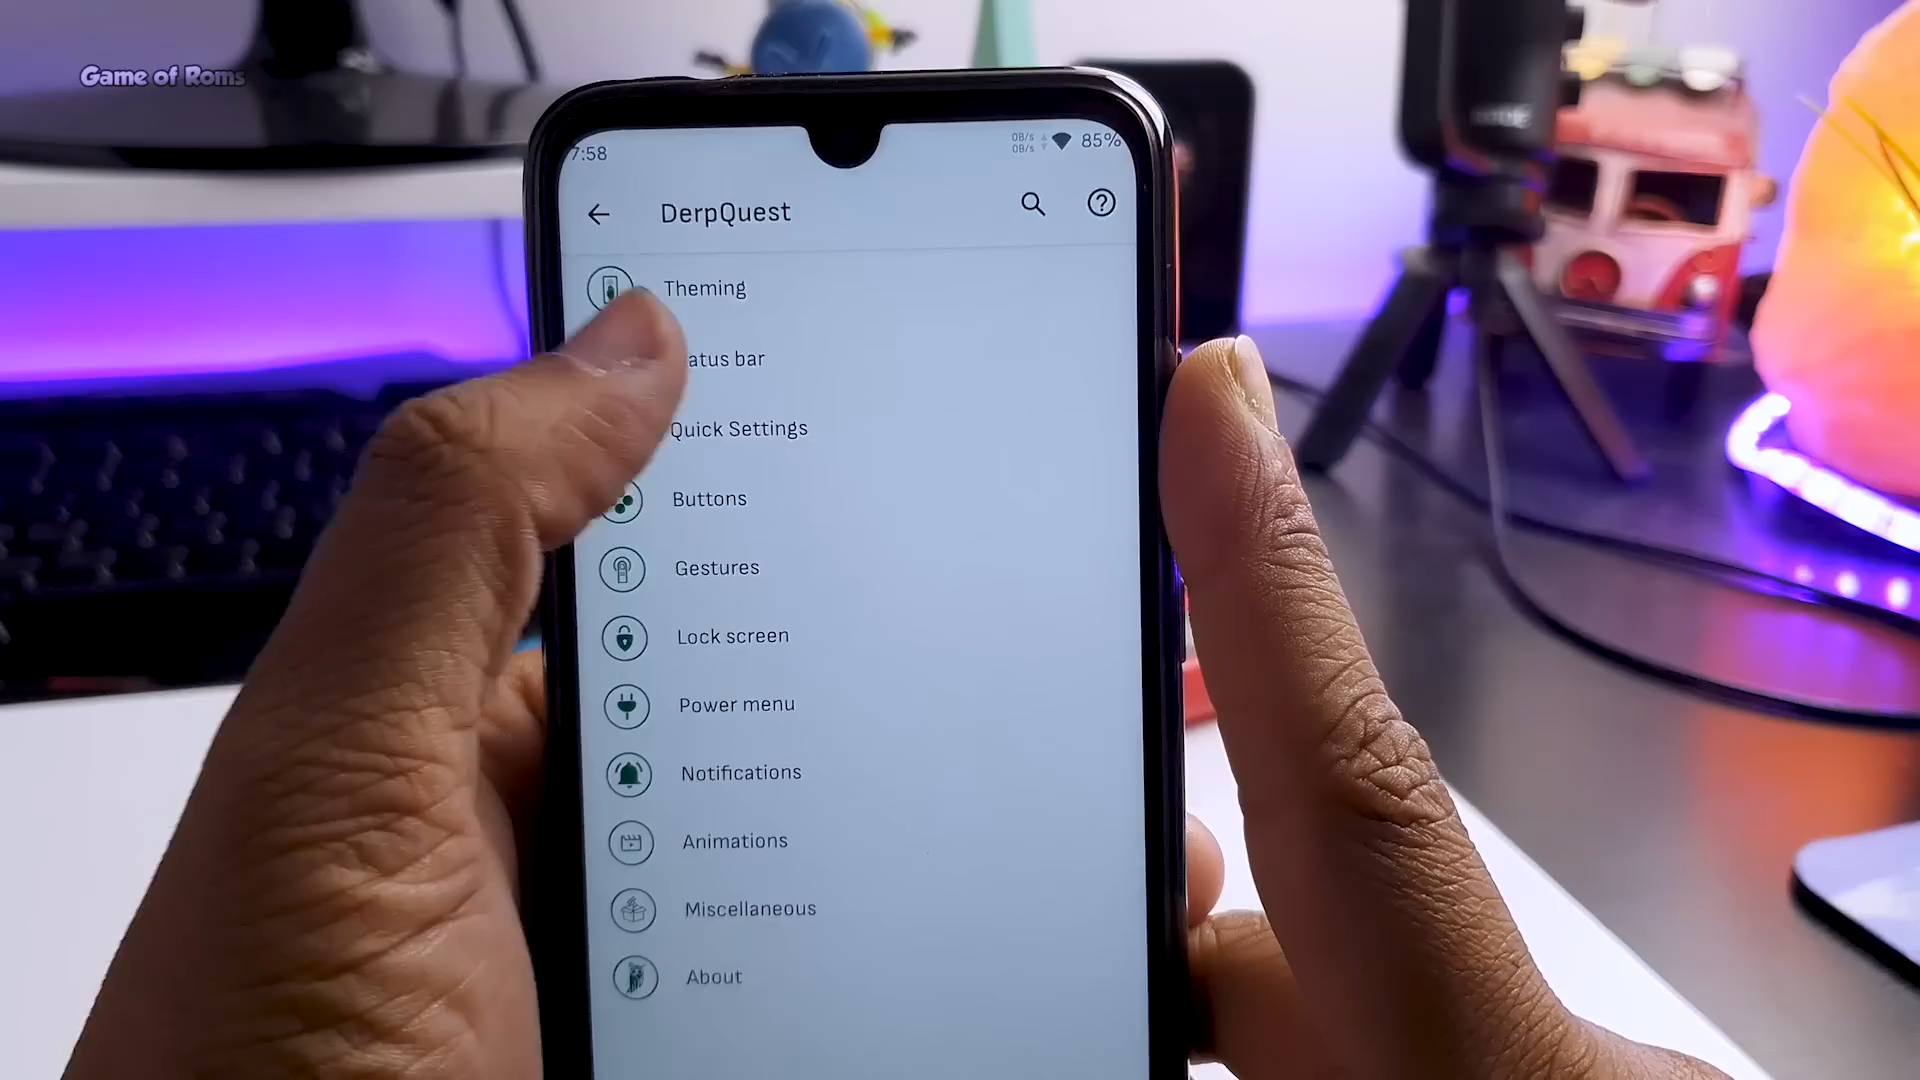 Game of Roms
7:58
0B/s
0B/s
85%
DerpQuest
Theming
atus bar
Quick Settings
Buttons
Gestures
Lock screen
Power menu
Notifications
Animations
Miscellaneous
About